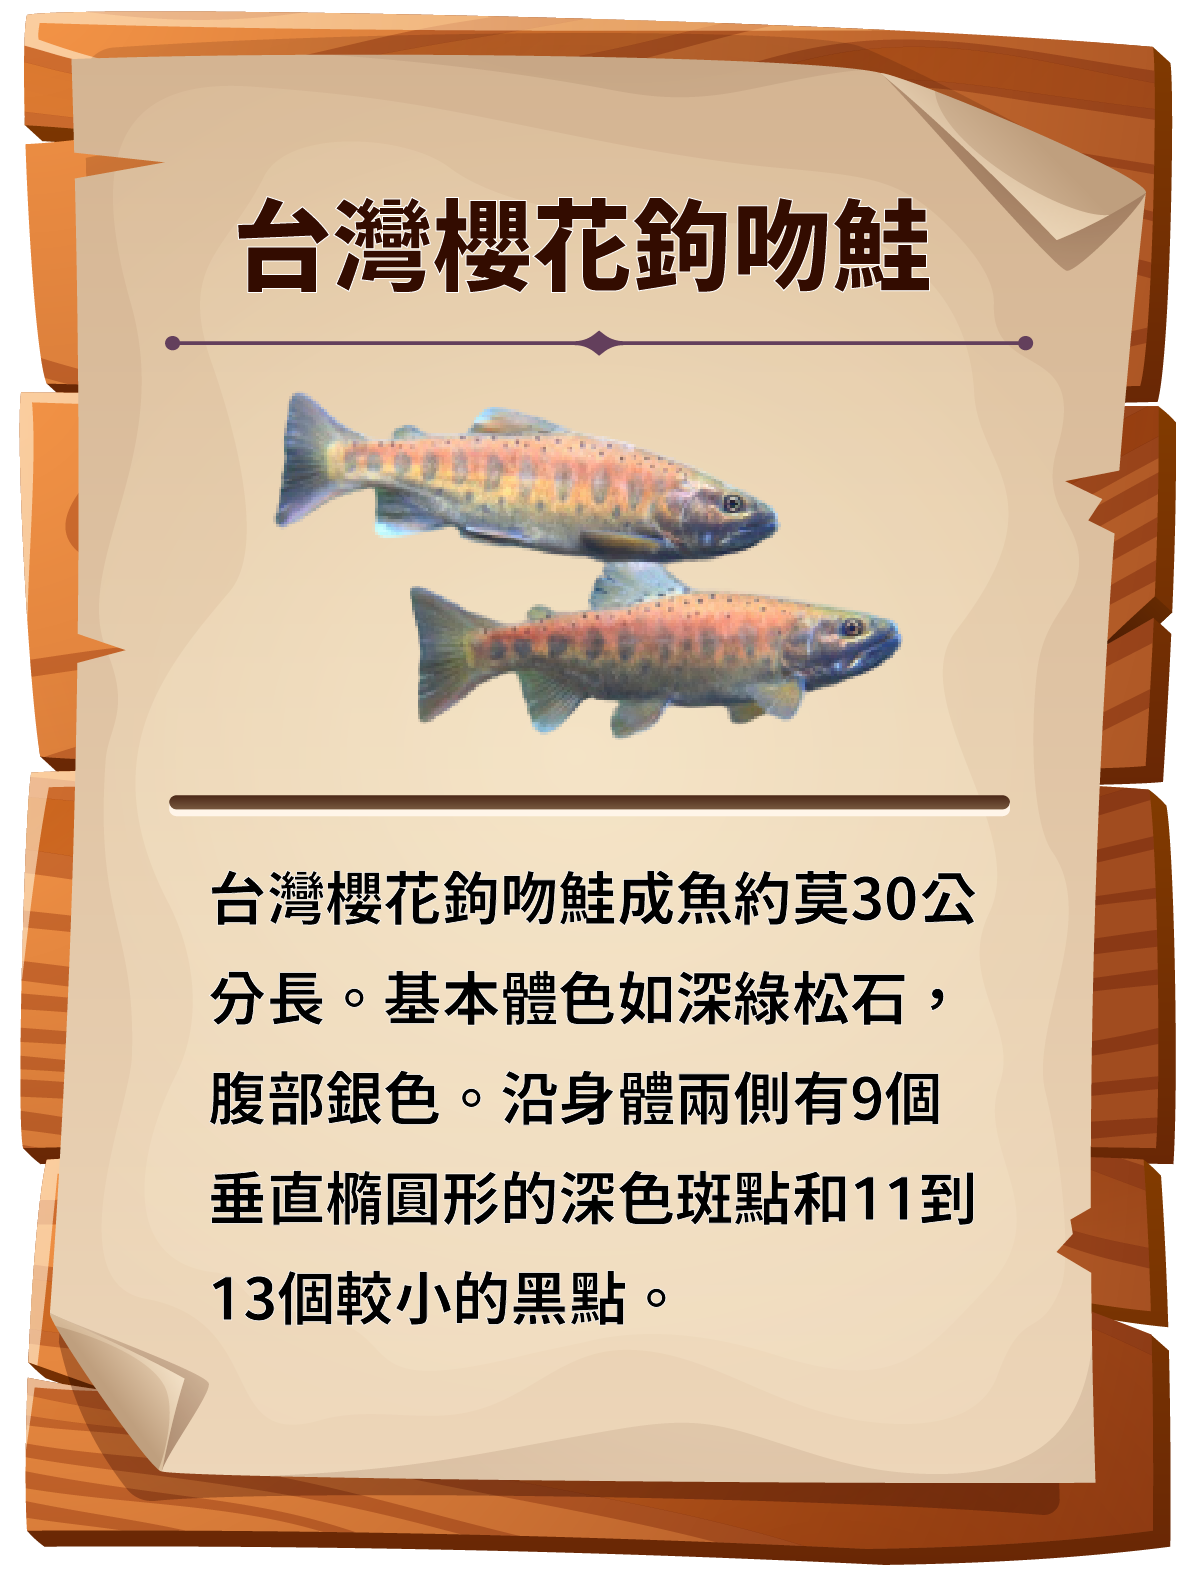 台灣櫻花鉤吻鮭
台灣櫻花鉤吻鮭成魚約莫30公
分長。基本體色如深綠松石，
腹部銀色。沿身體兩側有9個
垂直橢圓形的深色斑點和11到
13個較小的黑點。